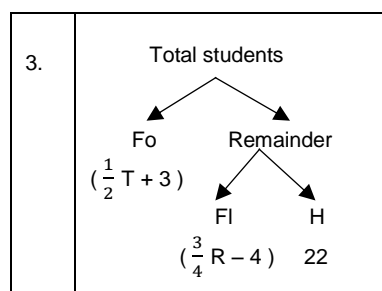 3.
Total students
Fo Remainder
( 1/2 T + 3 )
Fl H
( 3/4 R – 4 ) 22